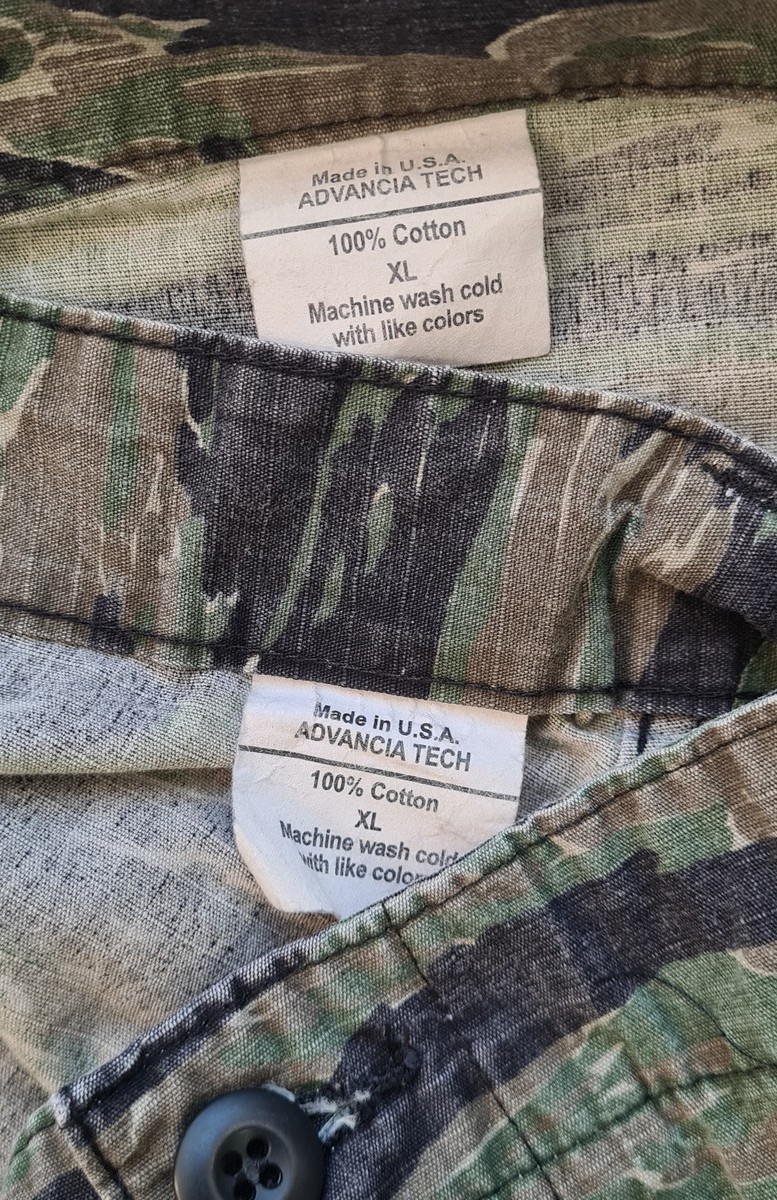 Made in U.S.A.
ADVANCIA TECH
100% Cotton
XL
Machine wash cold
with like colors
Made in U.S.A.
ADVANCIA TECH
100% Cotton
XL
Machine wash cold
with like color